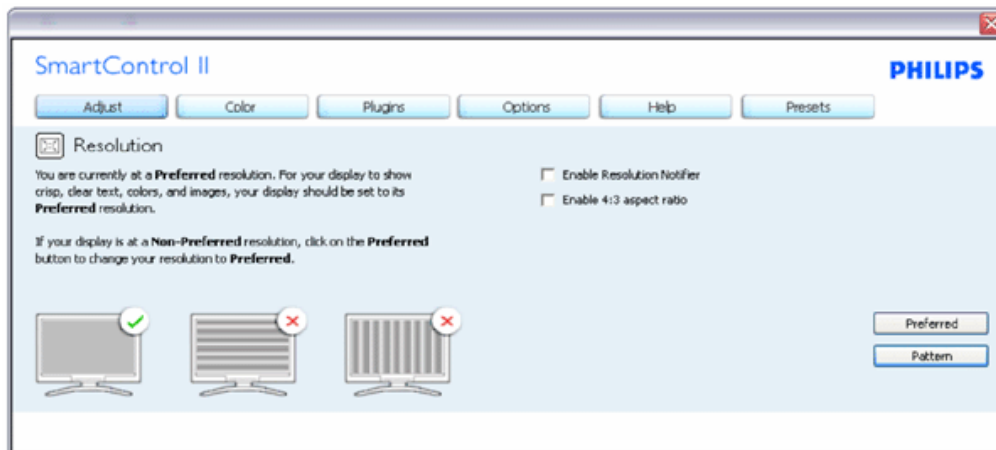 SmartControl II
PHILIPS
Adjust Color Plugins Options Help Presets
Resolution
You are currently at a Preferred resolution. For your display to show
crisp, clear text, colors, and images, your display should be set to its
Preferred resolution.
If your display is at a Non-Preferred resolution, click on the Preferred
button to change your resolution to Preferred.
Enable Resolution Notifier
Enable 4:3 aspect ratio
Preferred
Pattern